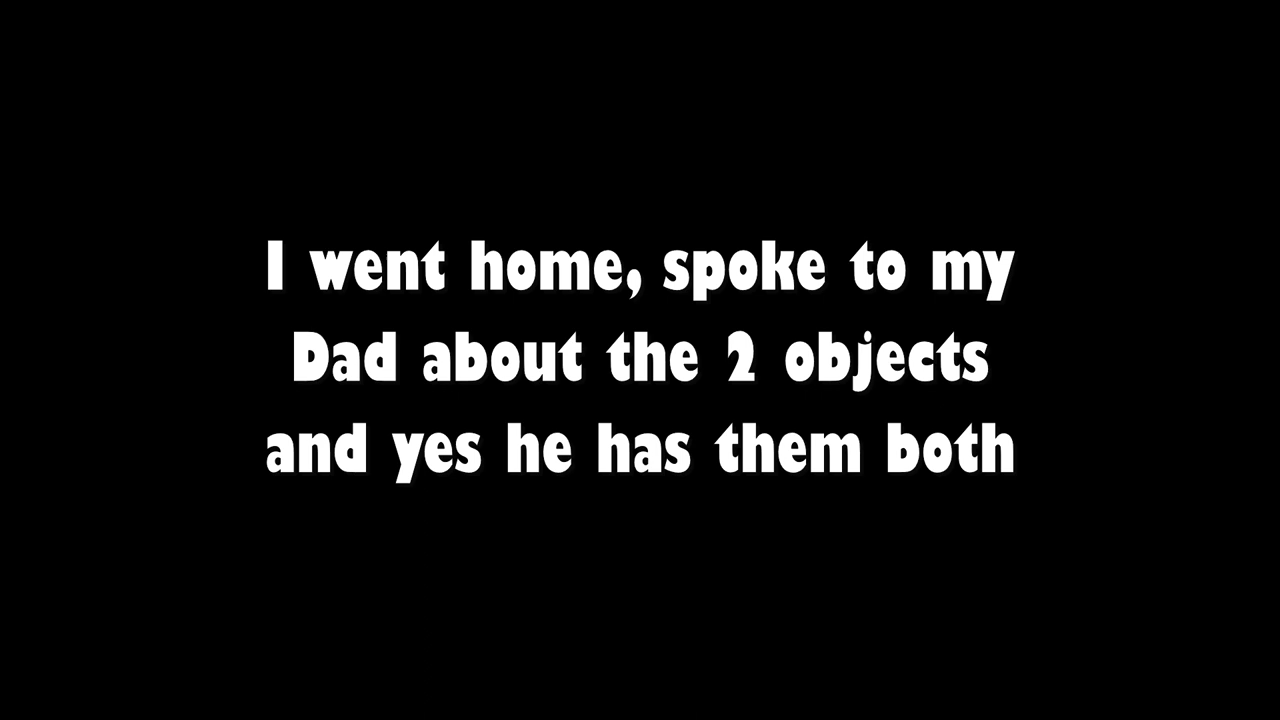 I went home, spoke to my
Dad about the 2 objects
and yes he has them both